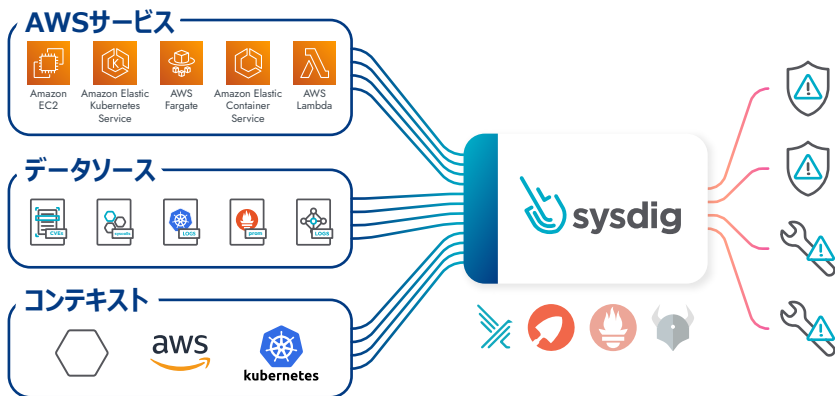 AWSサービス
Amazon
EC2
Amazon Elastic
Kubernetes
Service
AWS
Fargate
Amazon Elastic
Container
Service
AWS
Lambda
データソース
CVEs
syscalls
LOGS
prom
LOGS
コンテキスト
aws
kubernetes
sysdig